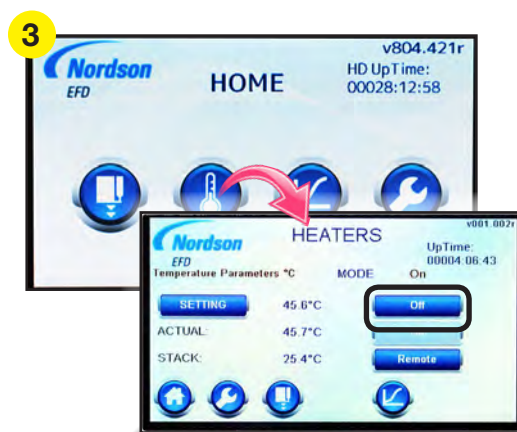 3
Nordson
EFD
HOME
v804.421r
HD UpTime:
00028:12:58
Nordson
EFD
HEATERS
v001.002r
UpTime:
00004:06:43
Temperature Parameters °C
MODE
On
SETTING
45.6°C
Off
ACTUAL:
45.7°C
STACK:
25.4°C
Remote